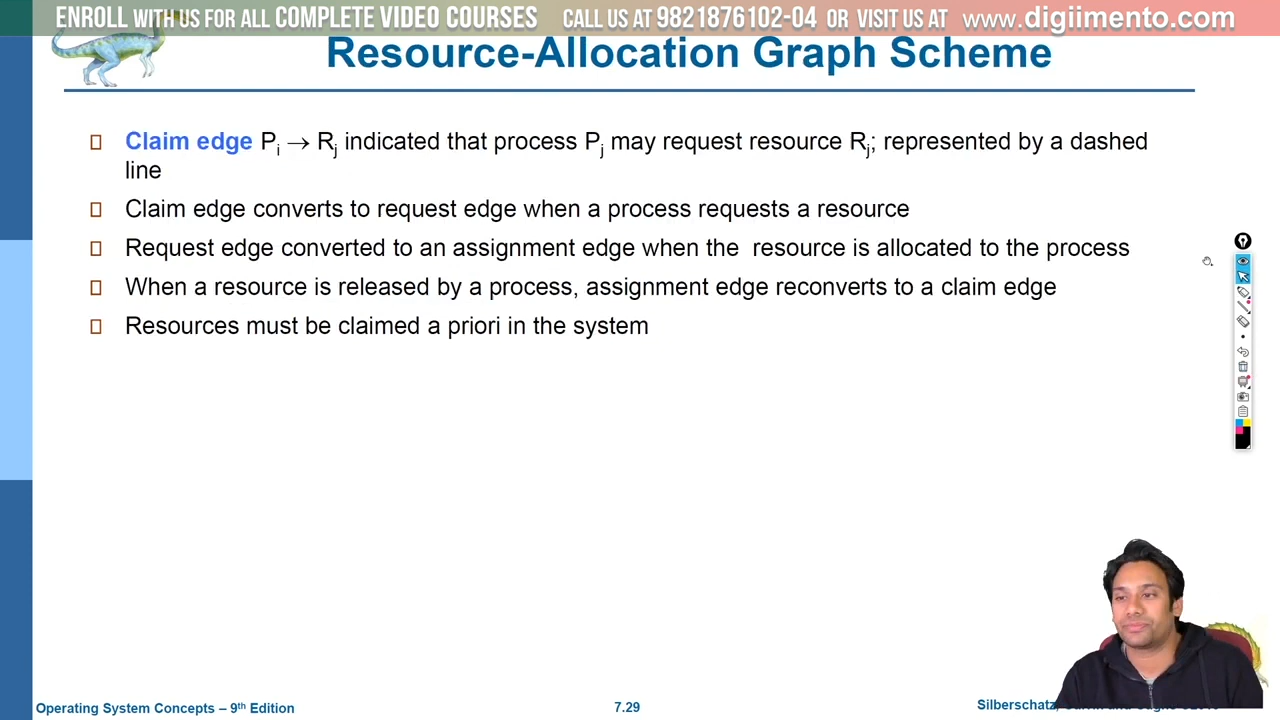 ENROLL WITH US FOR ALL COMPLETE VIDEO COURSES CALL US AT 9821876102-04 OR VISIT US AT www.digiimento.com
Resource-Allocation Graph Scheme
Claim edge Pi → Rj indicated that process Pj may request resource Rj; represented by a dashed
line
Claim edge converts to request edge when a process requests a resource
Request edge converted to an assignment edge when the resource is allocated to the process
When a resource is released by a process, assignment edge reconverts to a claim edge
Resources must be claimed a priori in the system
Operating System Concepts – 9th Edition
7.29
Silberschatz,